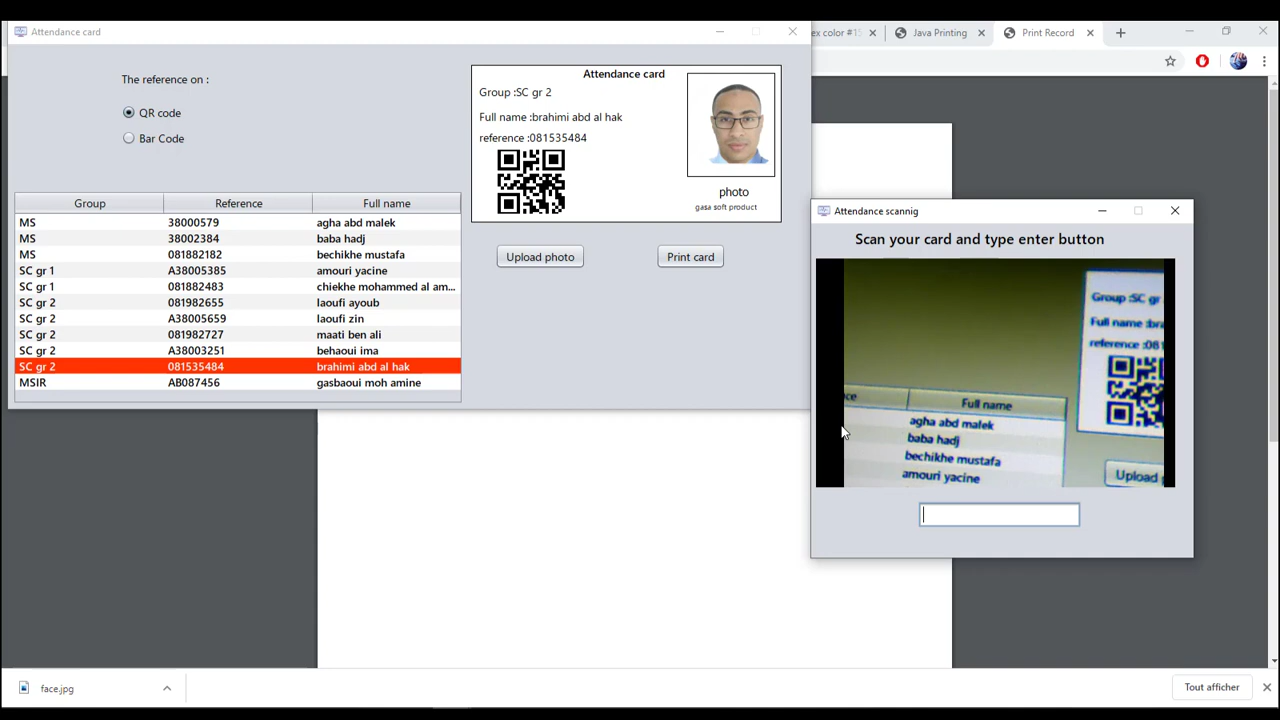 Attendance card
ex color #1
Java Printing
Print Record
The reference on :
QR code
Bar Code
Attendance card
Group :SC gr 2
Full name :brahimi abd al hak
reference :081535484
photo
gasa soft product
Upload photo
Print card
Group Reference Full name
MS 38000579 agha abd malek
MS 38002384 baba hadj
MS 081882182 bechikhe mustafa
SC gr 1 A38005385 amouri yacine
SC gr 1 081882483 chiekhe mohammed al am...
SC gr 2 081982655 laoufi ayoub
SC gr 2 A38005659 laoufi zin
SC gr 2 081982727 maati ben ali
SC gr 2 A38003251 behaoui ima
SC gr 2 081535484 brahimi abd al hak
MSIR AB087456 gasbaoui moh amine
Attendance scannig
Scan your card and type enter button
Group :SC gr
Full name :bra
reference :081
ce Full name
agha abd malek
baba hadj
bechikhe mustafa
amouri yacine
Upload
face.jpg
Tout afficher